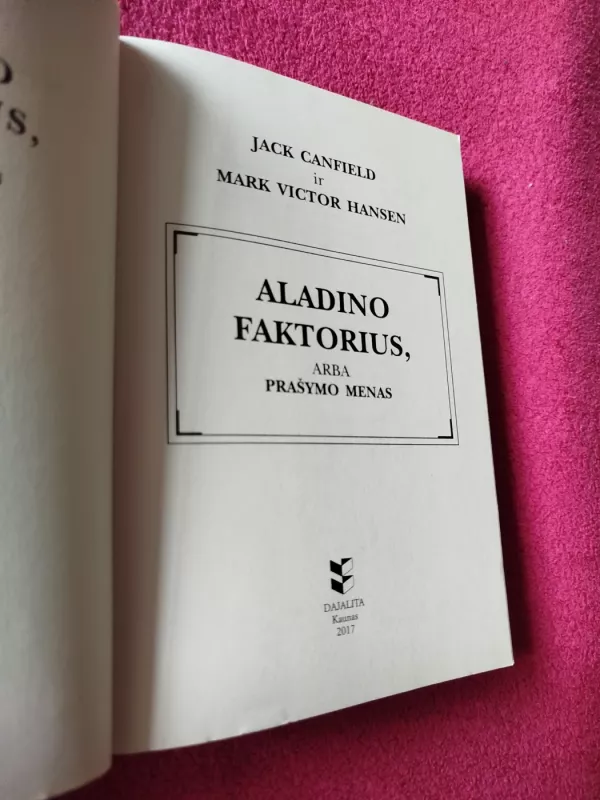 JACK CANFIELD
ir
MARK VICTOR HANSEN
ALADINO
FAKTORIUS,
ARBA
PRAŠYMO MENAS
DAJALITA
Kaunas
2017